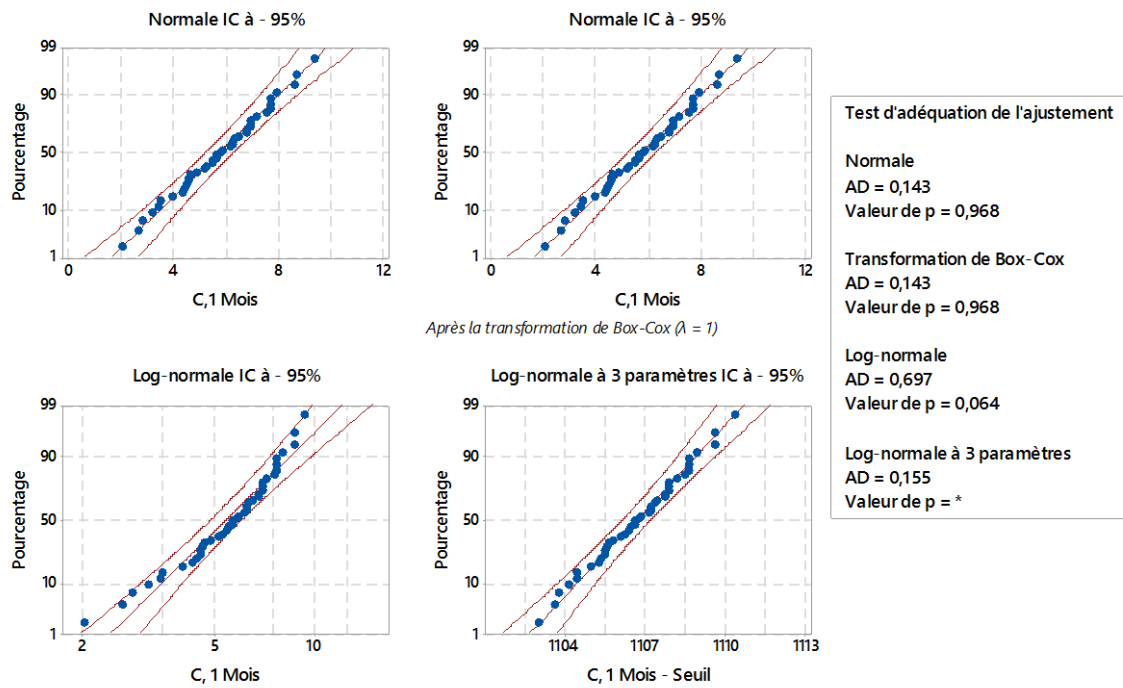 Normale IC à - 95%
99
90
50
10
1
Pourcentage
0 4 8 12
C,1 Mois
Normale IC à - 95%
99
90
50
10
1
Pourcentage
0 4 8 12
C,1 Mois
Après la transformation de Box-Cox (λ = 1)
Log-normale IC à - 95%
99
90
50
10
1
Pourcentage
2 5 10
C, 1 Mois
Log-normale à 3 paramètres IC à - 95%
99
90
50
10
1
Pourcentage
1104 1107 1110 1113
C, 1 Mois - Seuil
Test d'adéquation de l'ajustement
Normale
AD = 0,143
Valeur de p = 0,968
Transformation de Box-Cox
AD = 0,143
Valeur de p = 0,968
Log-normale
AD = 0,697
Valeur de p = 0,064
Log-normale à 3 paramètres
AD = 0,155
Valeur de p = *